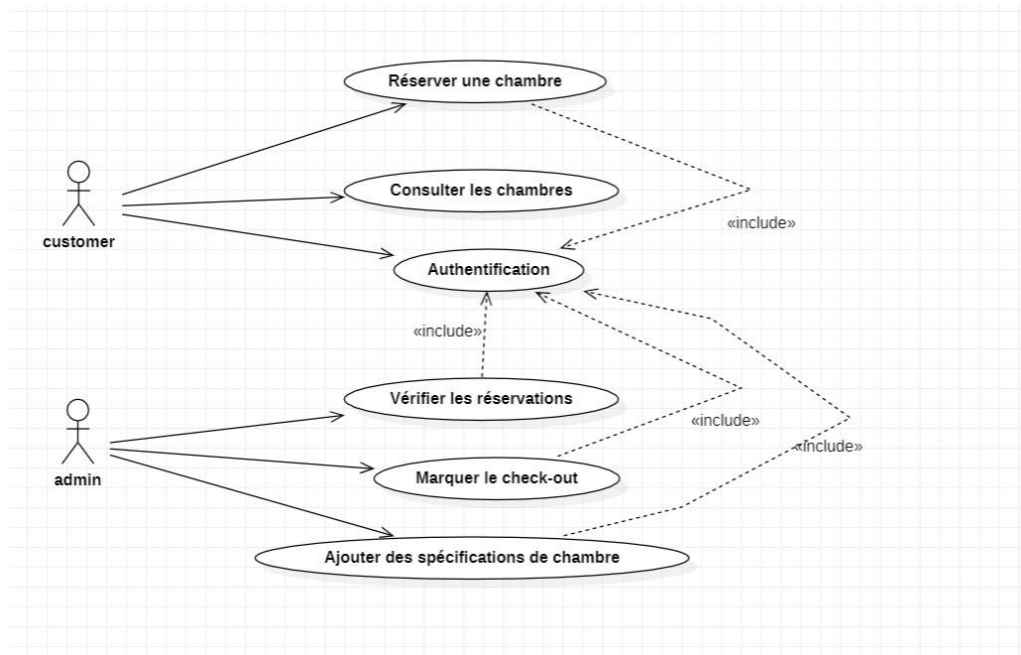 Réserver une chambre
Consulter les chambres
«include»
customer
Authentification
«include»
Vérifier les réservations
«include»
«include»
admin
Marquer le check-out
Ajouter des spécifications de chambre